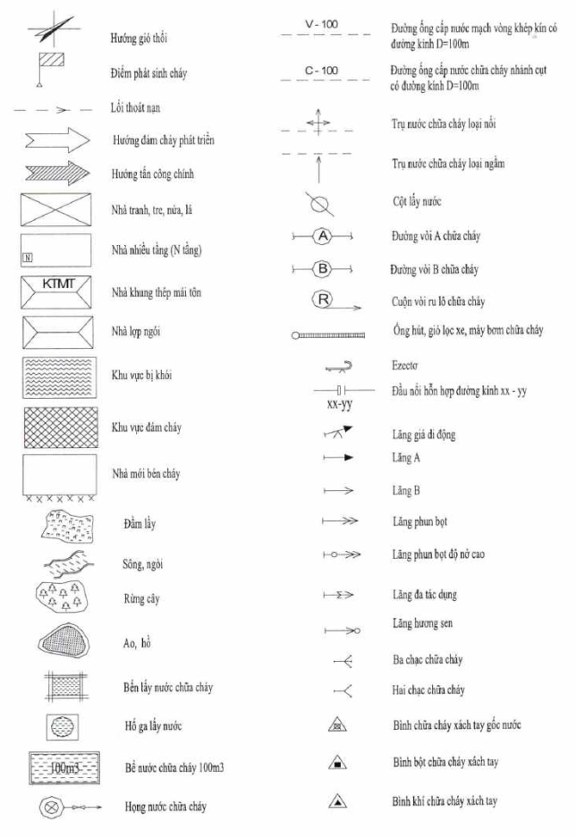 Hướng gió thổi
Điểm phát sinh cháy
Lối thoát nạn
Hướng đám cháy phát triển
Hướng tấn công chính
Nhà tranh, tre, nứa, lá
N
Nhà nhiều tầng (N tầng)
KTMT
Nhà khung thép mái tôn
Nhà lợp ngói
Khu vực bị khói
Khu vực đám cháy
Nhà mới bén cháy
Đầm lầy
Sông, ngòi
Rừng cây
Ao, hồ
Bến lấy nước chữa cháy
Hố ga lấy nước
100m3
Bể nước chữa cháy 100m3
Họng nước chữa cháy
V - 100
Đường ống cấp nước mạch vòng khép kín có
đường kính D=100m
C - 100
Đường ống cấp nước chữa cháy nhánh cụt
có đường kính D=100m
Trụ nước chữa cháy loại nổi
Trụ nước chữa cháy loại ngầm
Cột lấy nước
A
Đường vòi A chữa cháy
B
Đường vòi B chữa cháy
R
Cuộn vòi ru lô chữa cháy
Ống hút, giỏ lọc xe, máy bơm chữa cháy
Ezectơ
xx-yy
Đầu nối hỗn hợp đường kính xx - yy
Lăng giá di động
Lăng A
Lăng B
Lăng phun bọt
Lăng phun bọt độ nở cao
Lăng đa tác dụng
Lăng hương sen
Ba chạc chữa cháy
Hai chạc chữa cháy
Bình chữa cháy xách tay gốc nước
Bình bột chữa cháy xách tay
Bình khí chữa cháy xách tay